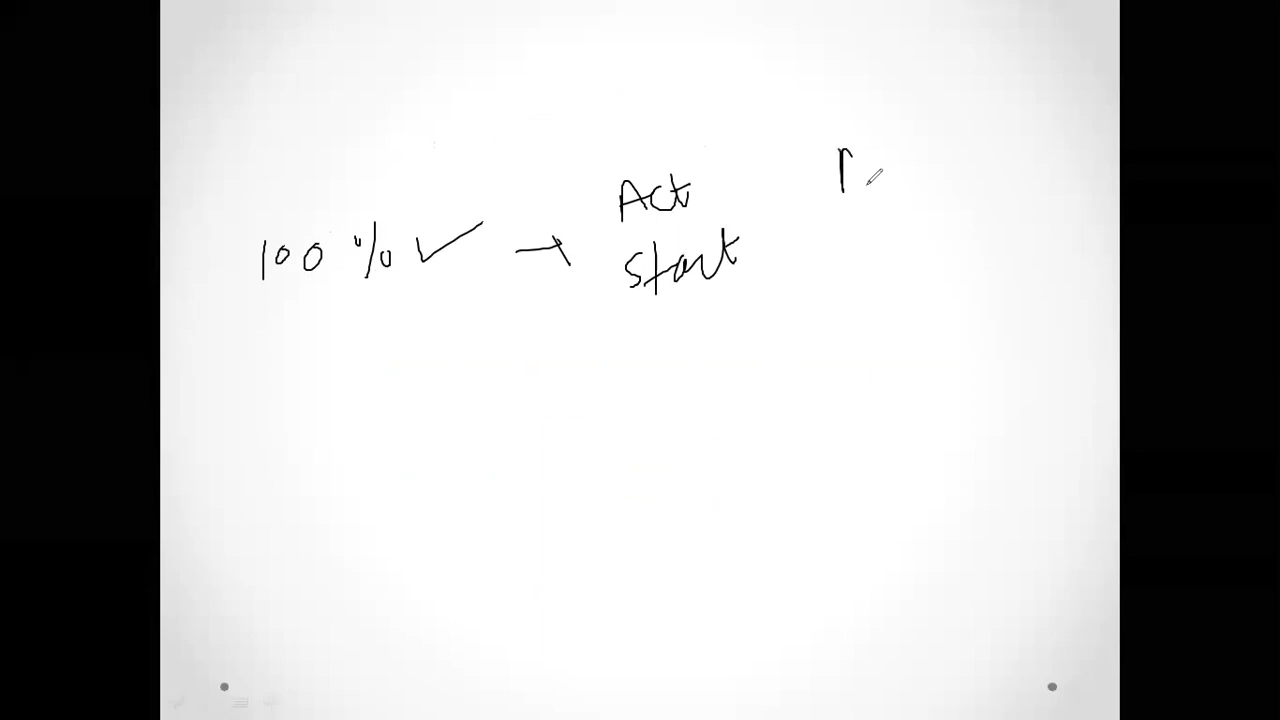 Act
100 % ✓ → Start